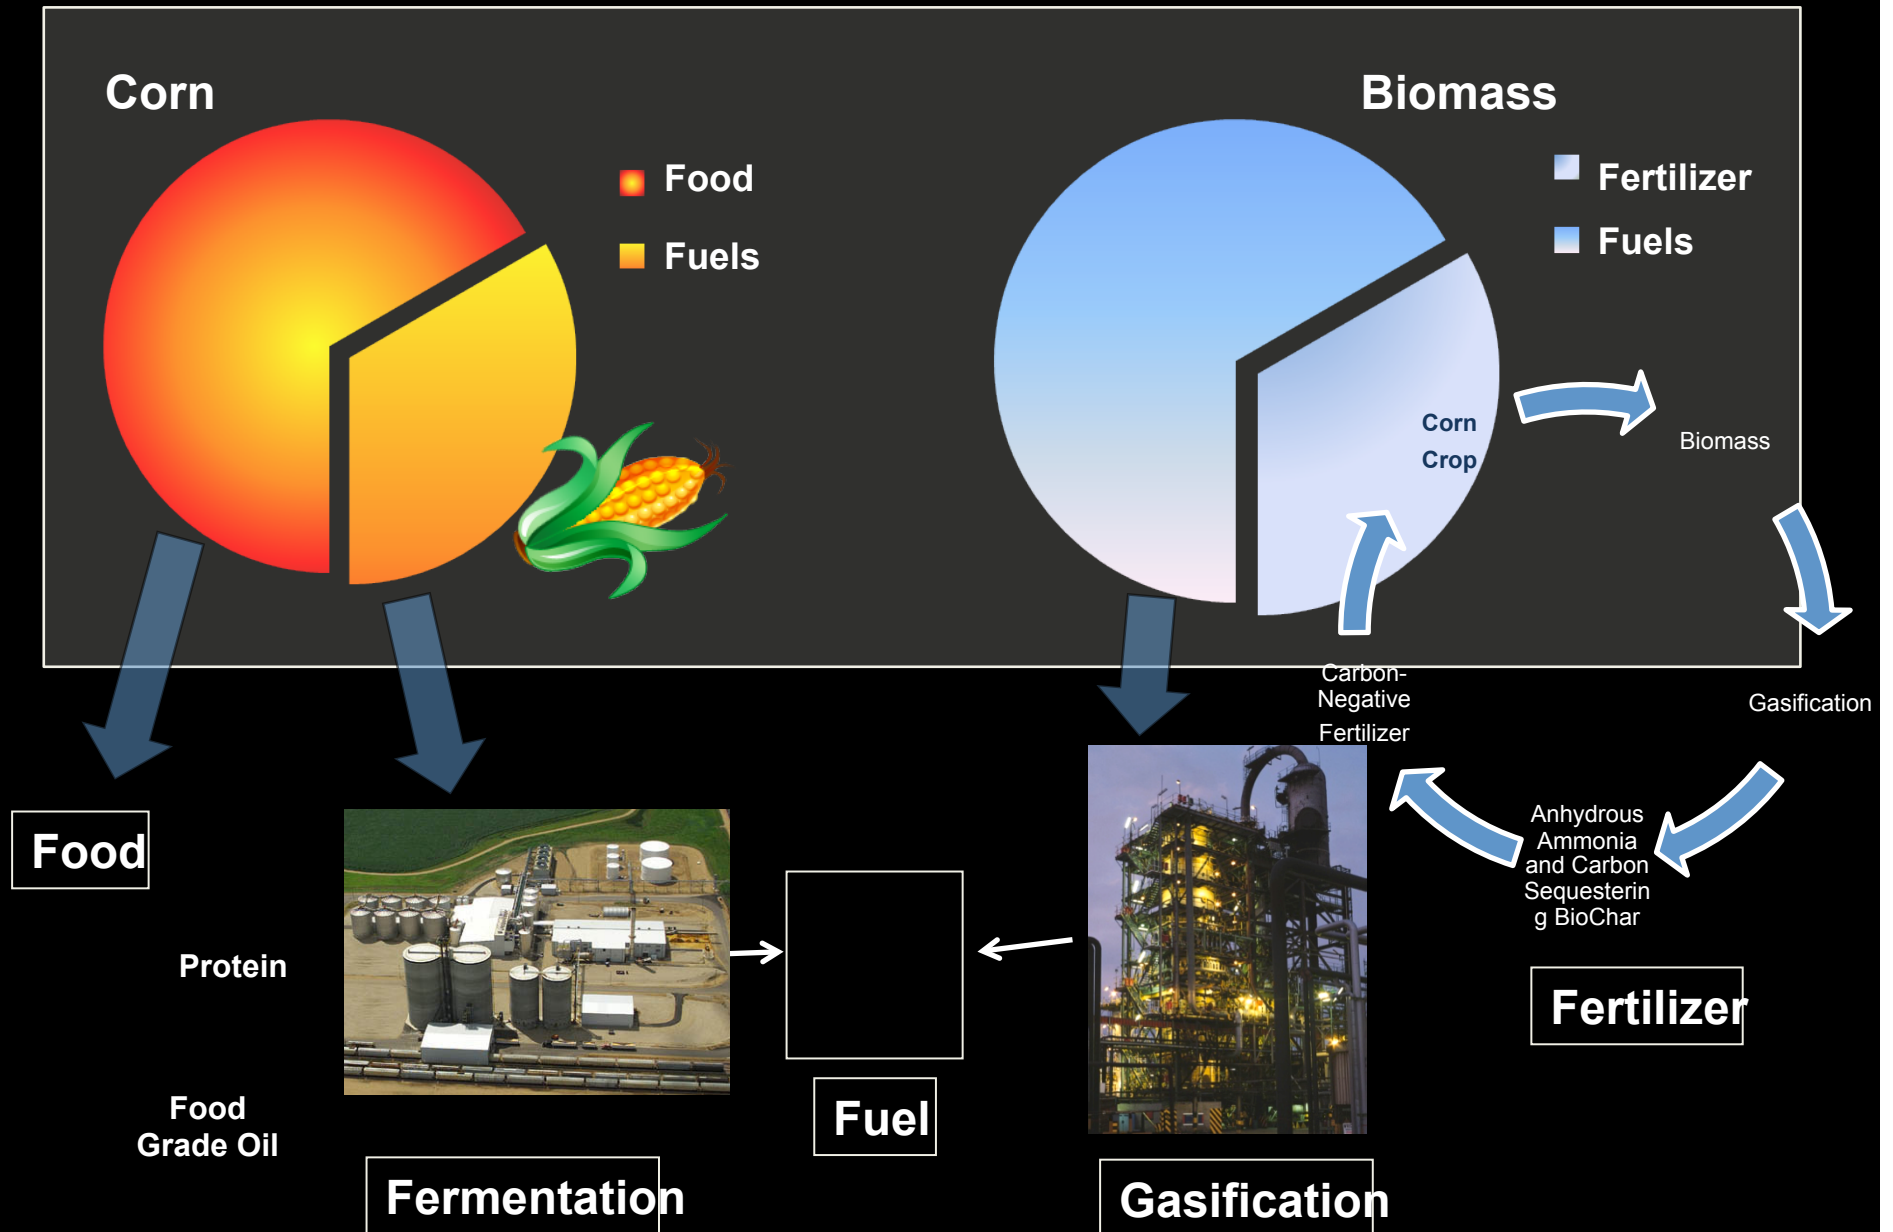 Corn
Food
Fuels
Biomass
Fertilizer
Fuels
Corn
Crop
Biomass
Gasification
Anhydrous
Ammonia
and Carbon
Sequesterin
g BioChar
Carbon-
Negative
Fertilizer
Food
Protein
Food
Grade Oil
Fermentation
Fuel
Gasification
Fertilizer